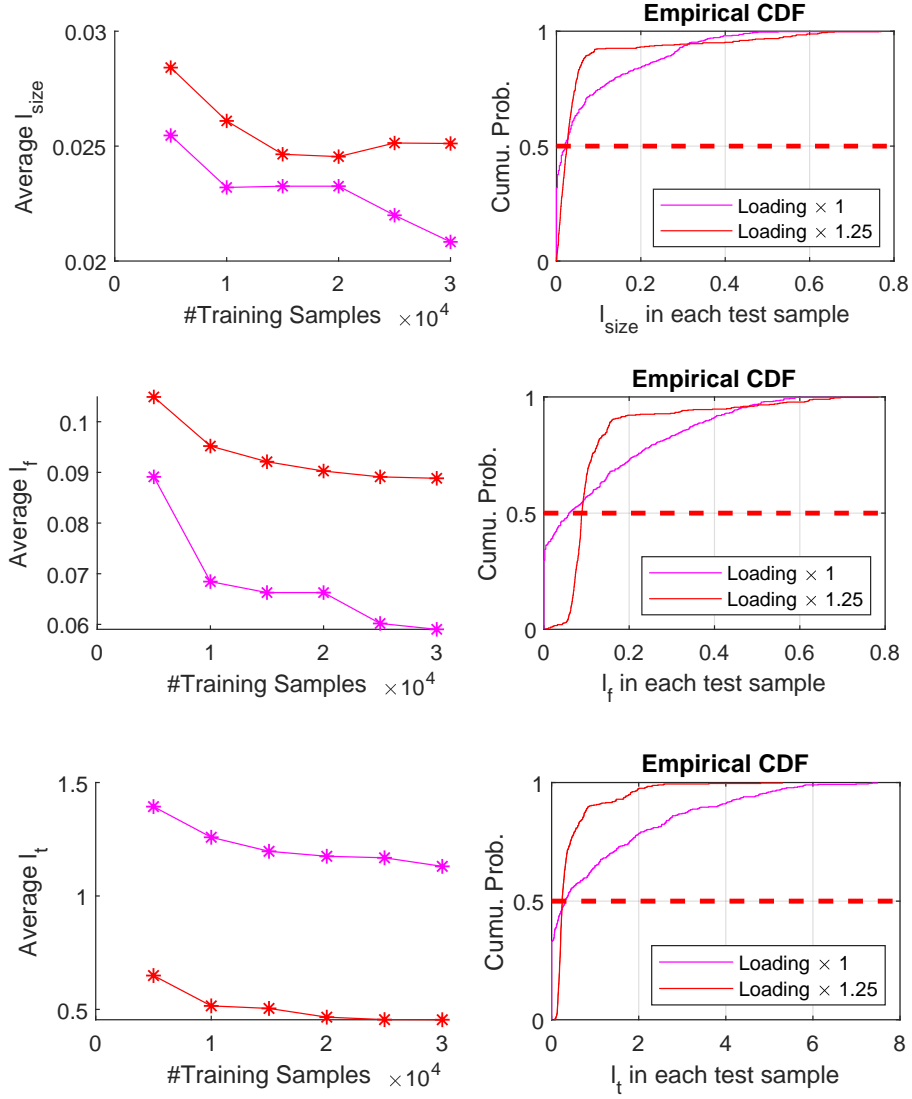 0.03
0.025
0.02
Average I_size
0 1 2 3
#Training Samples ×10^4
Empirical CDF
1
0.5
0
Cumu. Prob.
Loading × 1
Loading × 1.25
0 0.2 0.4 0.6 0.8
I_size in each test sample
0.1
0.09
0.08
0.07
0.06
Average I_f
0 1 2 3
#Training Samples ×10^4
Empirical CDF
1
0.5
0
Cumu. Prob.
Loading × 1
Loading × 1.25
0 0.2 0.4 0.6 0.8
I_f in each test sample
1.5
1
0.5
Average I_t
0 1 2 3
#Training Samples ×10^4
Empirical CDF
1
0.5
0
Cumu. Prob.
Loading × 1
Loading × 1.25
0 2 4 6 8
I_t in each test sample